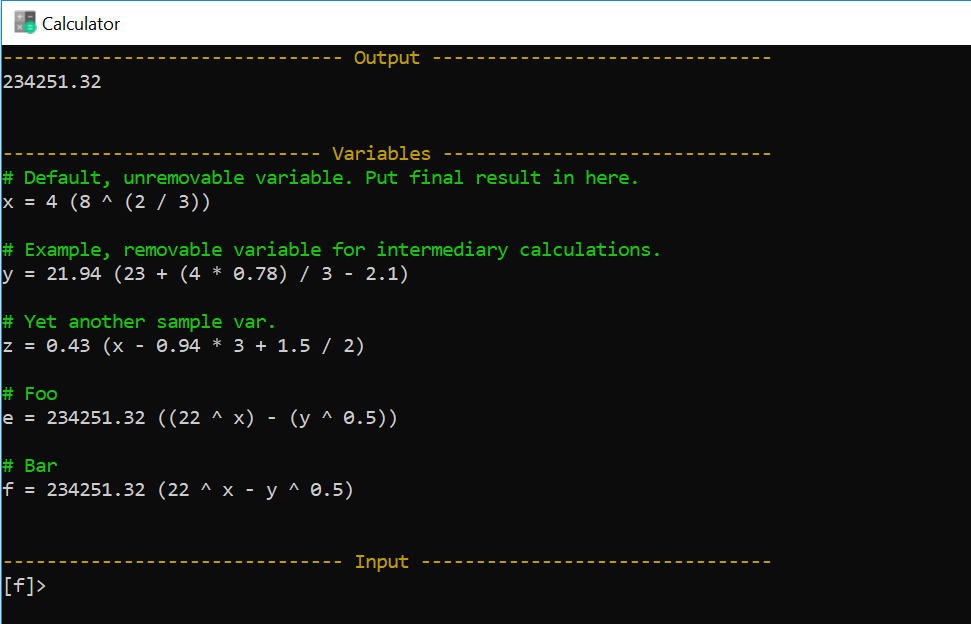 Calculator
------------------------------- Output -------------------------------
234251.32
----------------------------- Variables ------------------------------
# Default, unremovable variable. Put final result in here.
x = 4 (8 ^ (2 / 3))
# Example, removable variable for intermediary calculations.
y = 21.94 (23 + (4 * 0.78) / 3 - 2.1)
# Yet another sample var.
z = 0.43 (x - 0.94 * 3 + 1.5 / 2)
# Foo
e = 234251.32 ((22 ^ x) - (y ^ 0.5))
# Bar
f = 234251.32 (22 ^ x - y ^ 0.5)
------------------------------- Input --------------------------------
[f]>